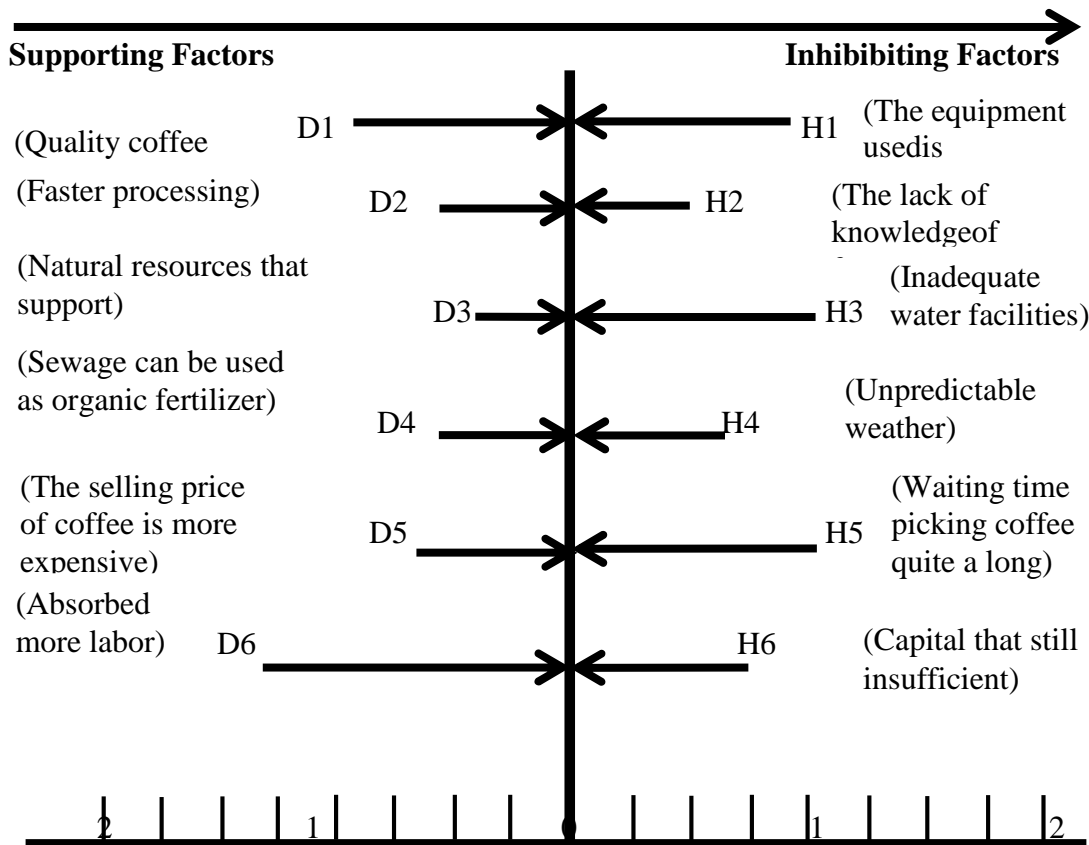 Supporting Factors
Inhibibiting Factors
(Quality coffee
D1
H1
(The equipment
usedis
(Faster processing)
D2
H2
(The lack of
knowledgeof
(Natural resources that
support)
D3
H3
(Inadequate
water facilities)
(Sewage can be used
as organic fertilizer)
D4
H4
(Unpredictable
weather)
(The selling price
of coffee is more
expensive)
D5
H5
(Waiting time
picking coffee
quite a long)
(Absorbed
more labor)
D6
H6
(Capital that still
insufficient)
2 1 0 1 2